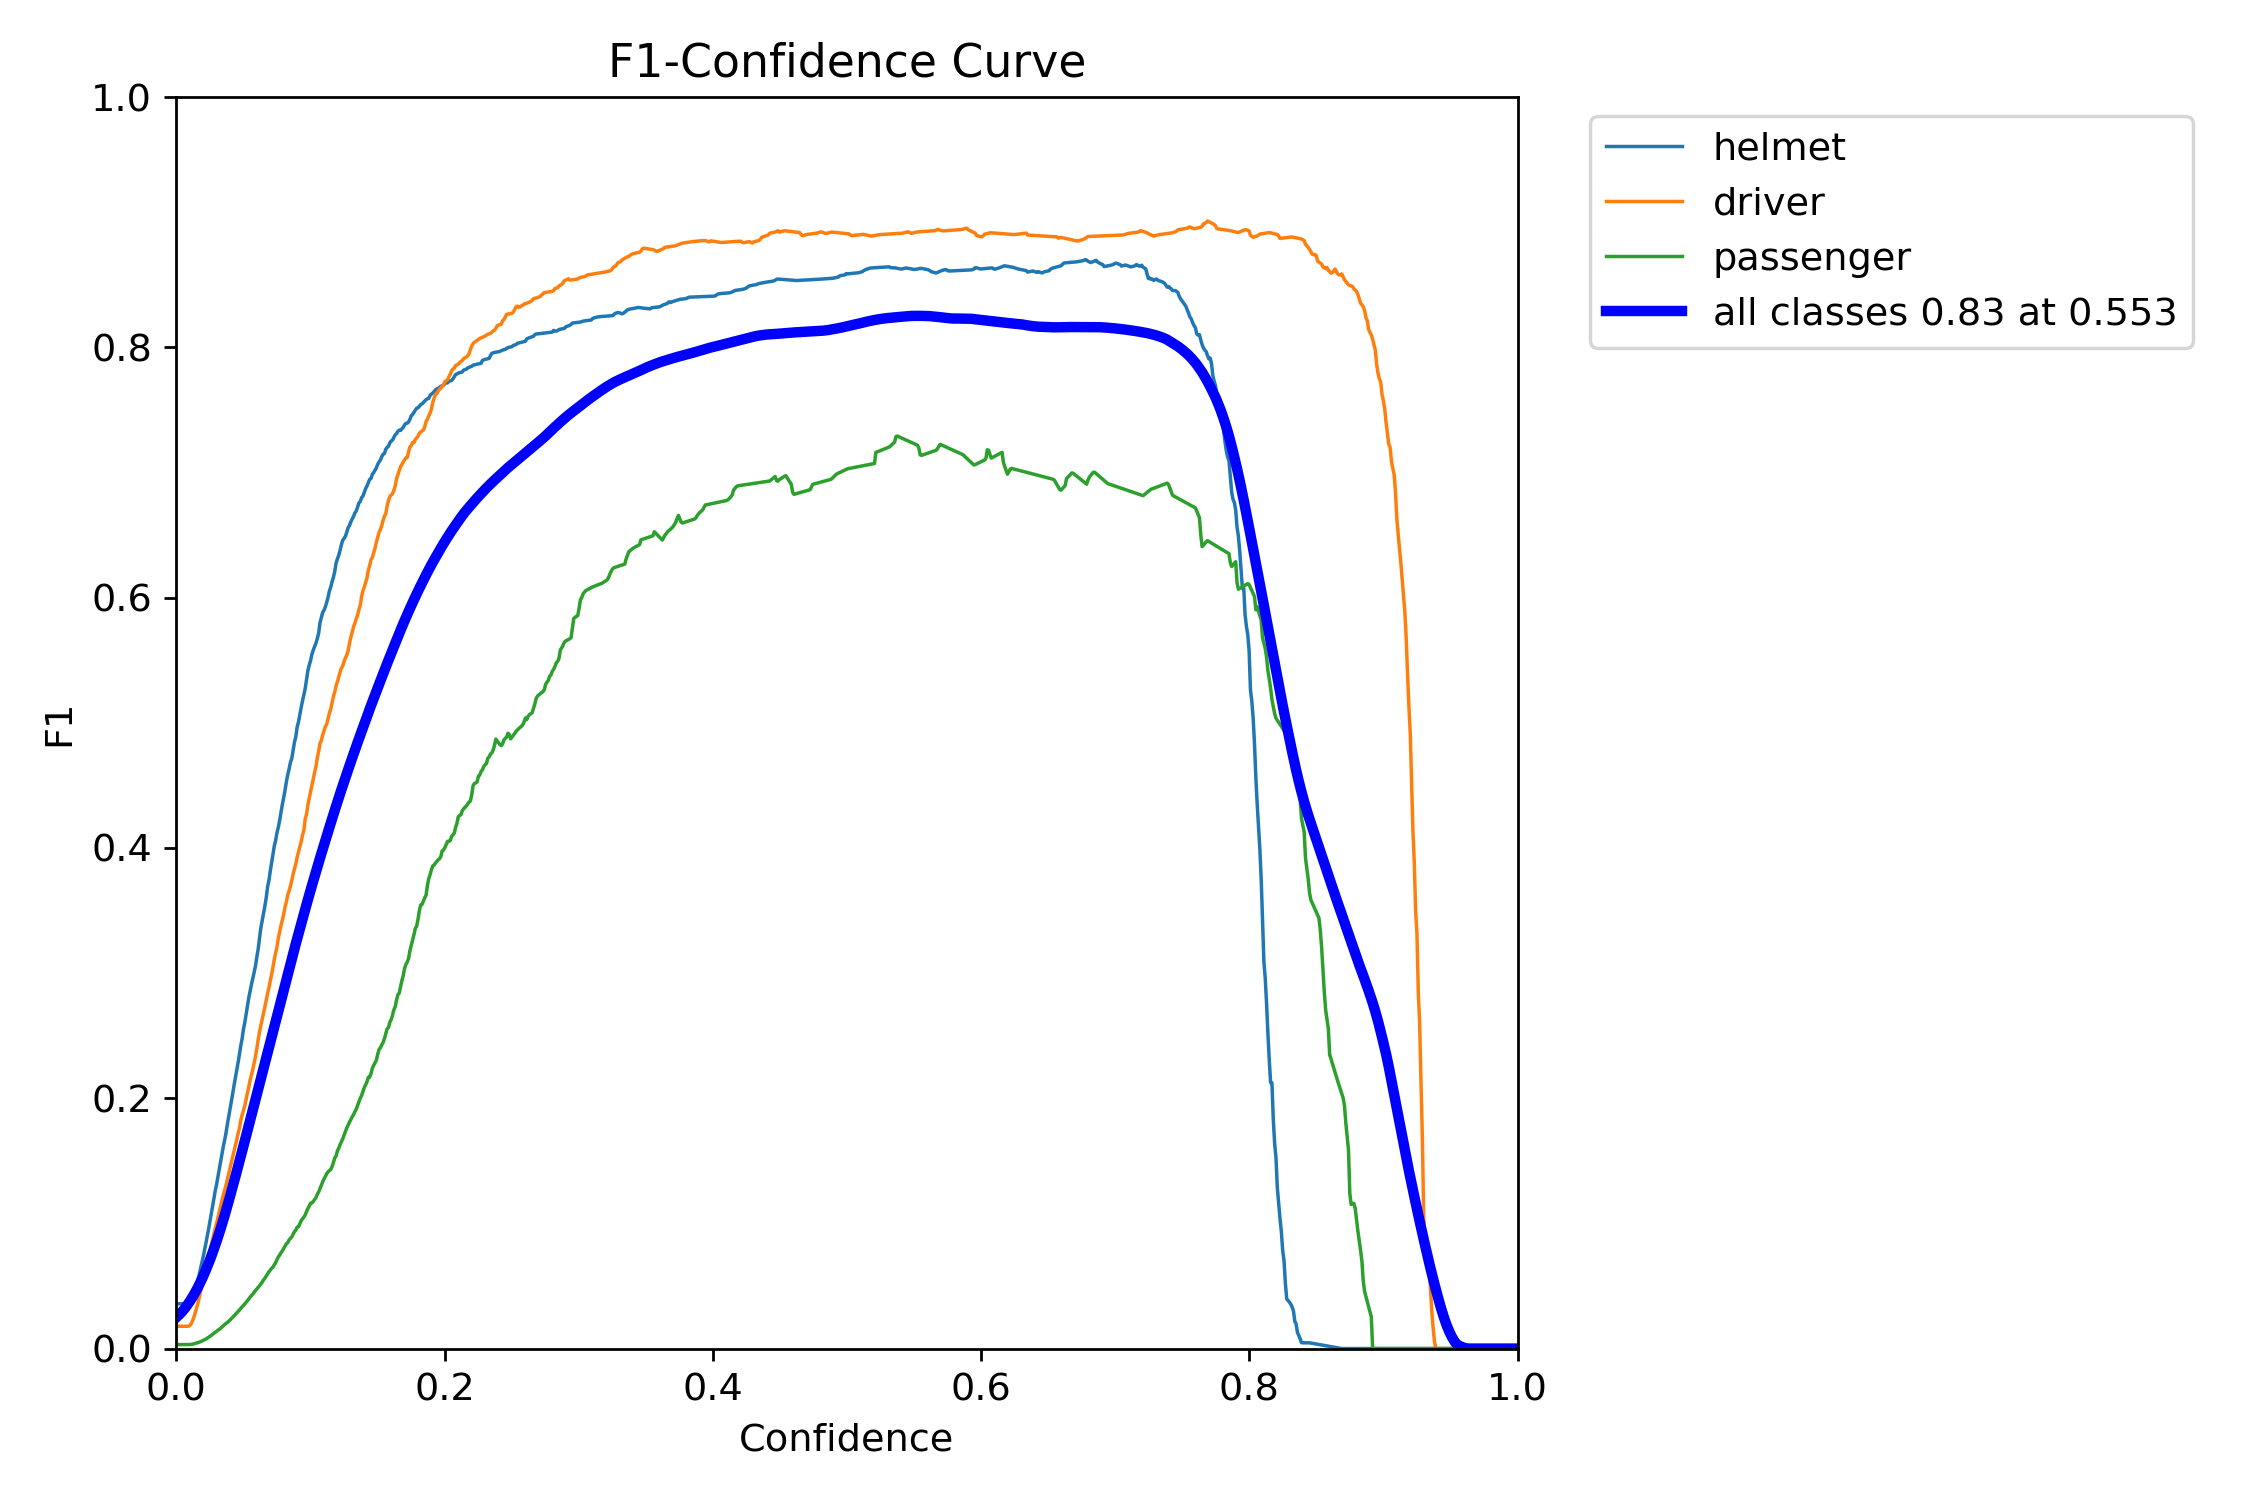 F1-Confidence Curve
1.0
0.8
0.6
0.4
0.2
0.0
F1
0.0 0.2 0.4 0.6 0.8 1.0
Confidence
helmet
driver
passenger
all classes 0.83 at 0.553